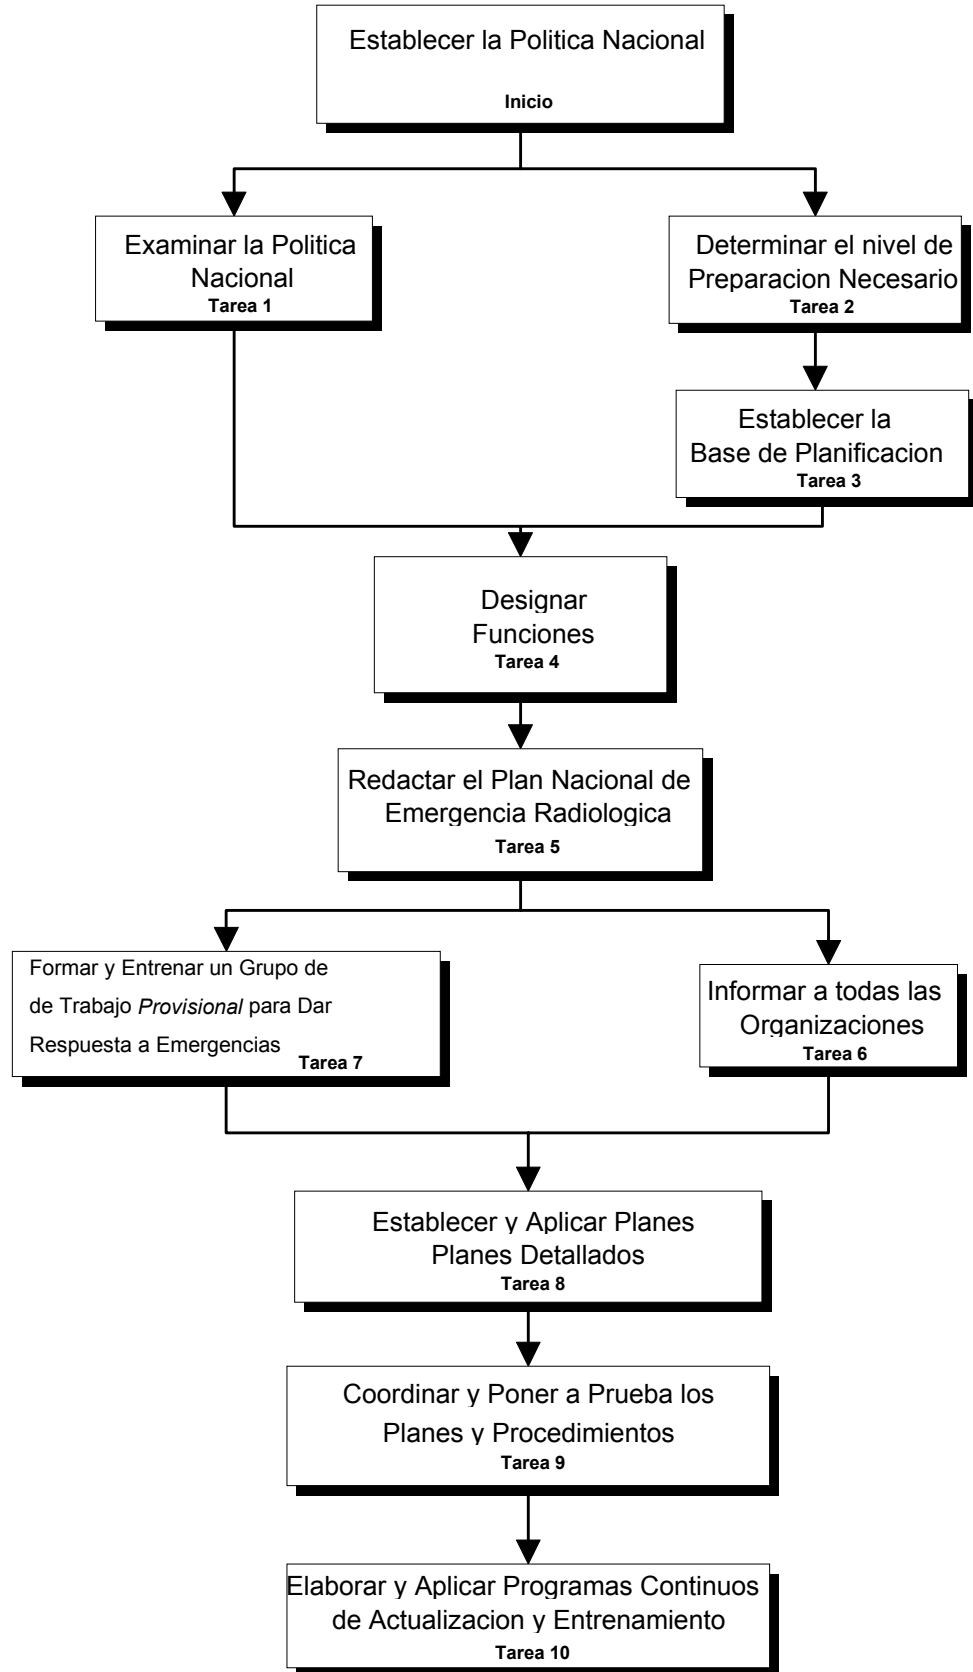 Establecer la Politica Nacional
Inicio
Examinar la Politica
Nacional
Tarea 1
Determinar el nivel de
Preparacion Necesario
Tarea 2
Establecer la
Base de Planificacion
Tarea 3
Designar
Funciones
Tarea 4
Redactar el Plan Nacional de
Emergencia Radiologica
Tarea 5
Formar y Entrenar un Grupo de
de Trabajo Provisional para Dar
Respuesta a Emergencias
Tarea 7
Informar a todas las
Organizaciones
Tarea 6
Establecer y Aplicar Planes
Planes Detallados
Tarea 8
Coordinar y Poner a Prueba los
Planes y Procedimientos
Tarea 9
Elaborar y Aplicar Programas Continuos
de Actualizacion y Entrenamiento
Tarea 10